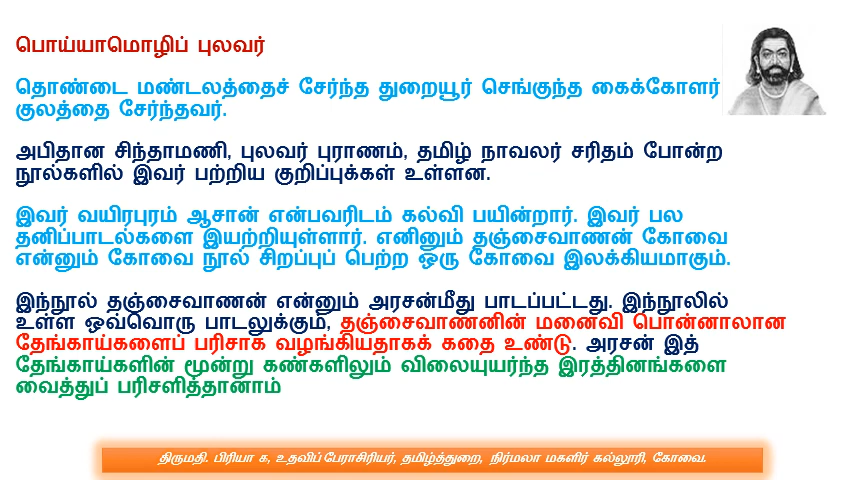 பொய்யாமொழிப் புலவர்
தொண்டை மண்டலத்தைச் சேர்ந்த துறையூர் செங்குந்த கைக்கோளர்
குலத்தை சேர்ந்தவர்.
அபிதான சிந்தாமணி, புலவர் புராணம், தமிழ் நாவலர் சரிதம் போன்ற
நூல்களில் இவர் பற்றிய குறிப்புக்கள் உள்ளன.
இவர் வயிரபுரம் ஆசான் என்பவரிடம் கல்வி பயின்றார். இவர் பல
தனிப்பாடல்களை இயற்றியுள்ளார். எனினும் தஞ்சைவாணன் கோவை
என்னும் கோவை நூல் சிறப்புப் பெற்ற ஒரு கோவை இலக்கியமாகும்.
இந்நூல் தஞ்சைவாணன் என்னும் அரசன்மீது பாடப்பட்டது. இந்நூலில்
உள்ள ஒவ்வொரு பாடலுக்கும், தஞ்சைவாணனின் மனைவி பொன்னாலான
தேங்காய்களைப் பரிசாக வழங்கியதாகக் கதை உண்டு. அரசன் இத்
தேங்காய்களின் மூன்று கண்களிலும் விலையுயர்ந்த இரத்தினங்களை
வைத்துப் பரிசளித்தானாம்
திருமதி. பிரியா க, உதவிப் பேராசிரியர், தமிழ்த்துறை, நிர்மலா மகளிர் கல்லூரி, கோவை.